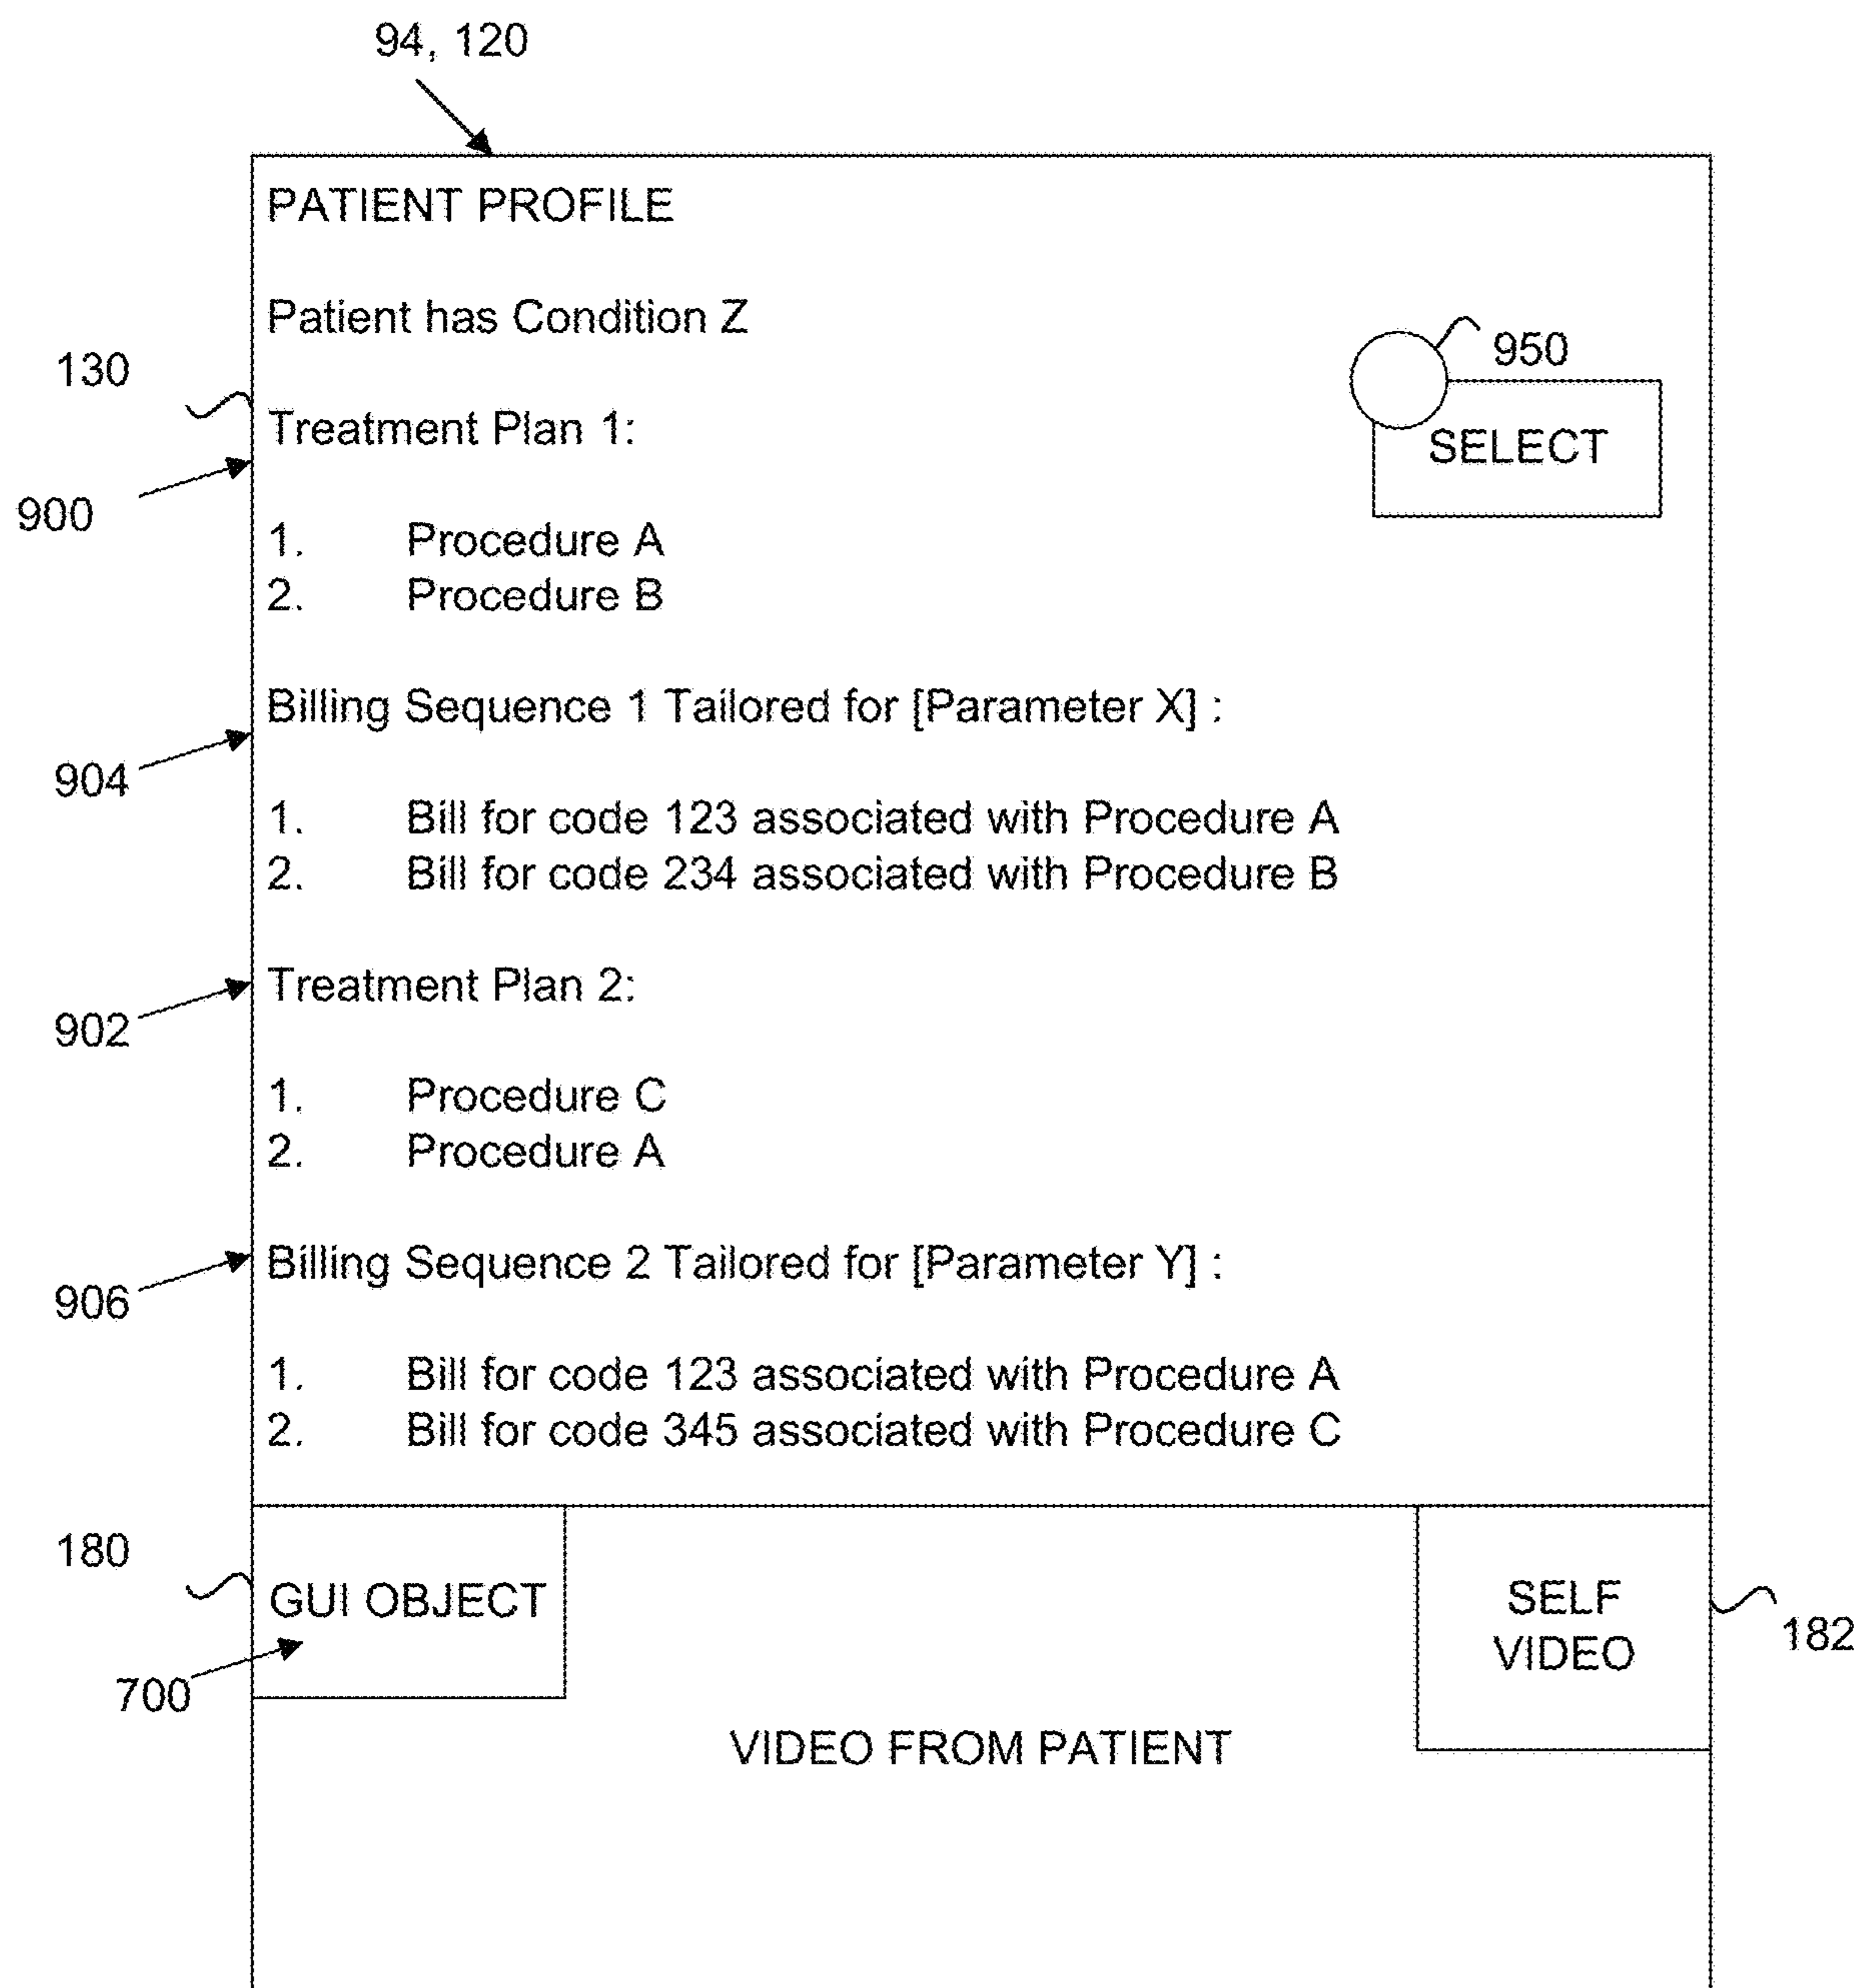 94, 120
PATIENT PROFILE
Patient has Condition Z
130
950
Treatment Plan 1:
SELECT
900
1. Procedure A
2. Procedure B
Billing Sequence 1 Tailored for [Parameter X] :
904
1. Bill for code 123 associated with Procedure A
2. Bill for code 234 associated with Procedure B
Treatment Plan 2:
902
1. Procedure C
2. Procedure A
Billing Sequence 2 Tailored for [Parameter Y] :
906
1. Bill for code 123 associated with Procedure A
2. Bill for code 345 associated with Procedure C
180
GUI OBJECT
SELF
VIDEO
182
700
VIDEO FROM PATIENT